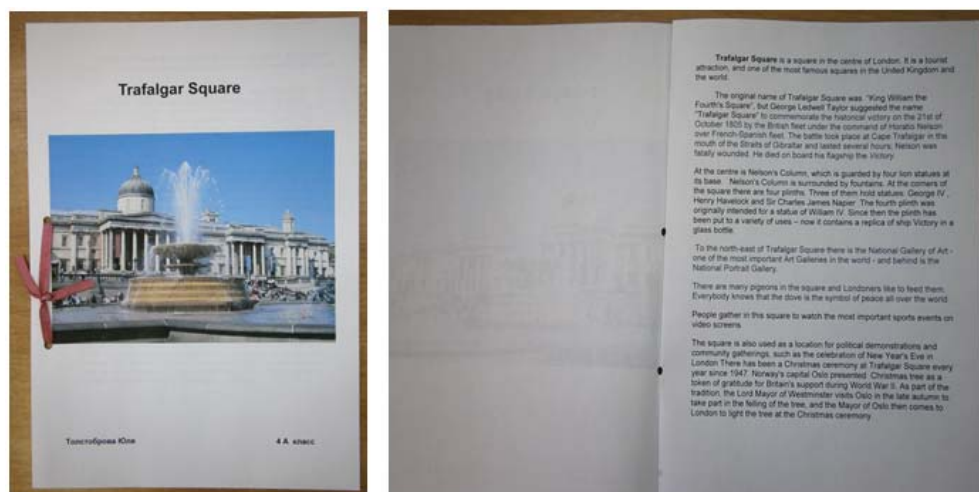 Trafalgar Square
Толстоброва Юля
4 А класс
Trafalgar Square is a square in the centre of London. It is a tourist
attraction, and one of the most famous squares in the United Kingdom and
the world.
The original name of Trafalgar Square was "King William the
Fourth's Square", but George Ledwell Taylor suggested the name
"Trafalgar Square" to commemorate the historical victory on the 21st of
October 1805 by the British fleet under the command of Horatio Nelson
over French-Spanish fleet. The battle took place at Cape Trafalgar in the
mouth of the Straits of Gibraltar and lasted several hours; Nelson was
fatally wounded. He died on board his flagship the Victory.
At the centre is Nelson's Column, which is guarded by four lion statues at
its base. Nelson's Column is surrounded by fountains. At the corners of
the square there are four plinths. Three of them hold statues: George IV ,
Henry Havelock and Sir Charles James Napier. The fourth plinth was
originally intended for a statue of William IV. Since then the plinth has
been put to a variety of uses – now it contains a replica of ship Victory in a
glass bottle.
To the north-east of Trafalgar Square there is the National Gallery of Art -
one of the most important Art Galleries in the world - and behind is the
National Portrait Gallery.
There are many pigeons in the square and Londoners like to feed them.
Everybody knows that the dove is the symbol of peace all over the world.
People gather in this square to watch the most important sports events on
video screens.
The square is also used as a location for political demonstrations and
community gatherings, such as the celebration of New Year's Eve in
London There has been a Christmas ceremony at Trafalgar Square every
year since 1947. Norway's capital Oslo presented Christmas tree as a
token of gratitude for Britain's support during World War II. As part of the
tradition, the Lord Mayor of Westminster visits Oslo in the late autumn to
take part in the felling of the tree, and the Mayor of Oslo then comes to
London to light the tree at the Christmas ceremony